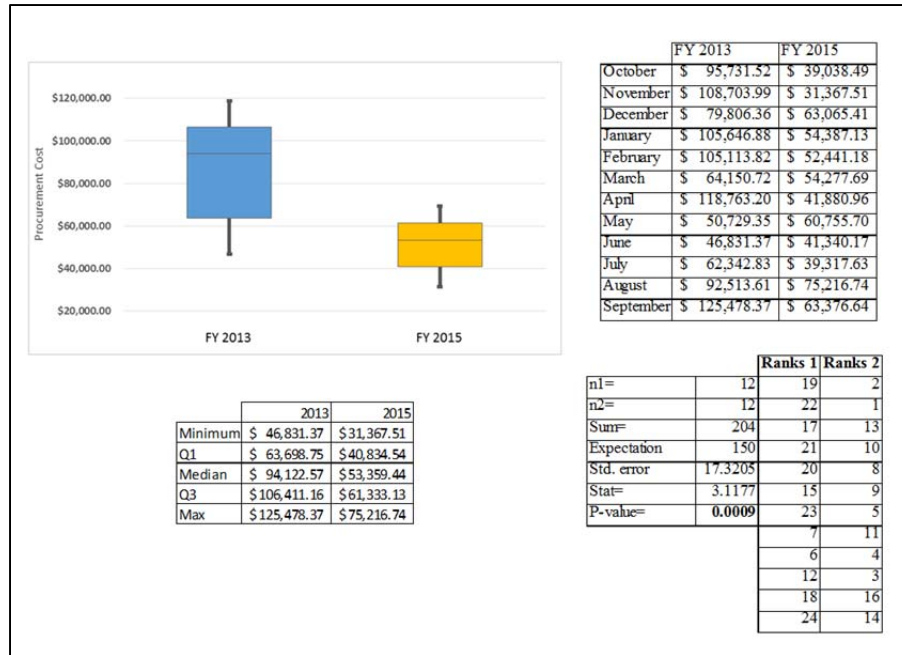 $120,000.00
$100,000.00
$80,000.00
$60,000.00
$40,000.00
$20,000.00
Procurement Cost
FY 2013 FY 2015
FY 2013 FY 2015
October $ 95,731.52 $ 39,038.49
November $ 108,703.99 $ 31,367.51
December $ 79,806.36 $ 63,065.41
January $ 105,646.88 $ 54,387.13
February $ 105,113.82 $ 52,441.18
March $ 64,150.72 $ 54,277.69
April $ 118,763.20 $ 41,880.96
May $ 50,729.35 $ 60,755.70
June $ 46,831.37 $ 41,340.17
July $ 62,342.83 $ 39,317.63
August $ 92,513.61 $ 75,216.74
September $ 125,478.37 $ 63,376.64
2013 2015
Minimum $ 46,831.37 $31,367.51
Q1 $ 63,698.75 $40,834.54
Median $ 94,122.57 $53,359.44
Q3 $106,411.16 $61,333.13
Max $125,478.37 $75,216.74
Ranks 1 Ranks 2
n1= 12 19 2
n2= 12 22 1
Sum= 204 17 13
Expectation 150 21 10
Std. error 17.3205 20 8
Stat= 3.1177 15 9
P-value= 0.0009 23 5
7 11
6 4
12 3
18 16
24 14